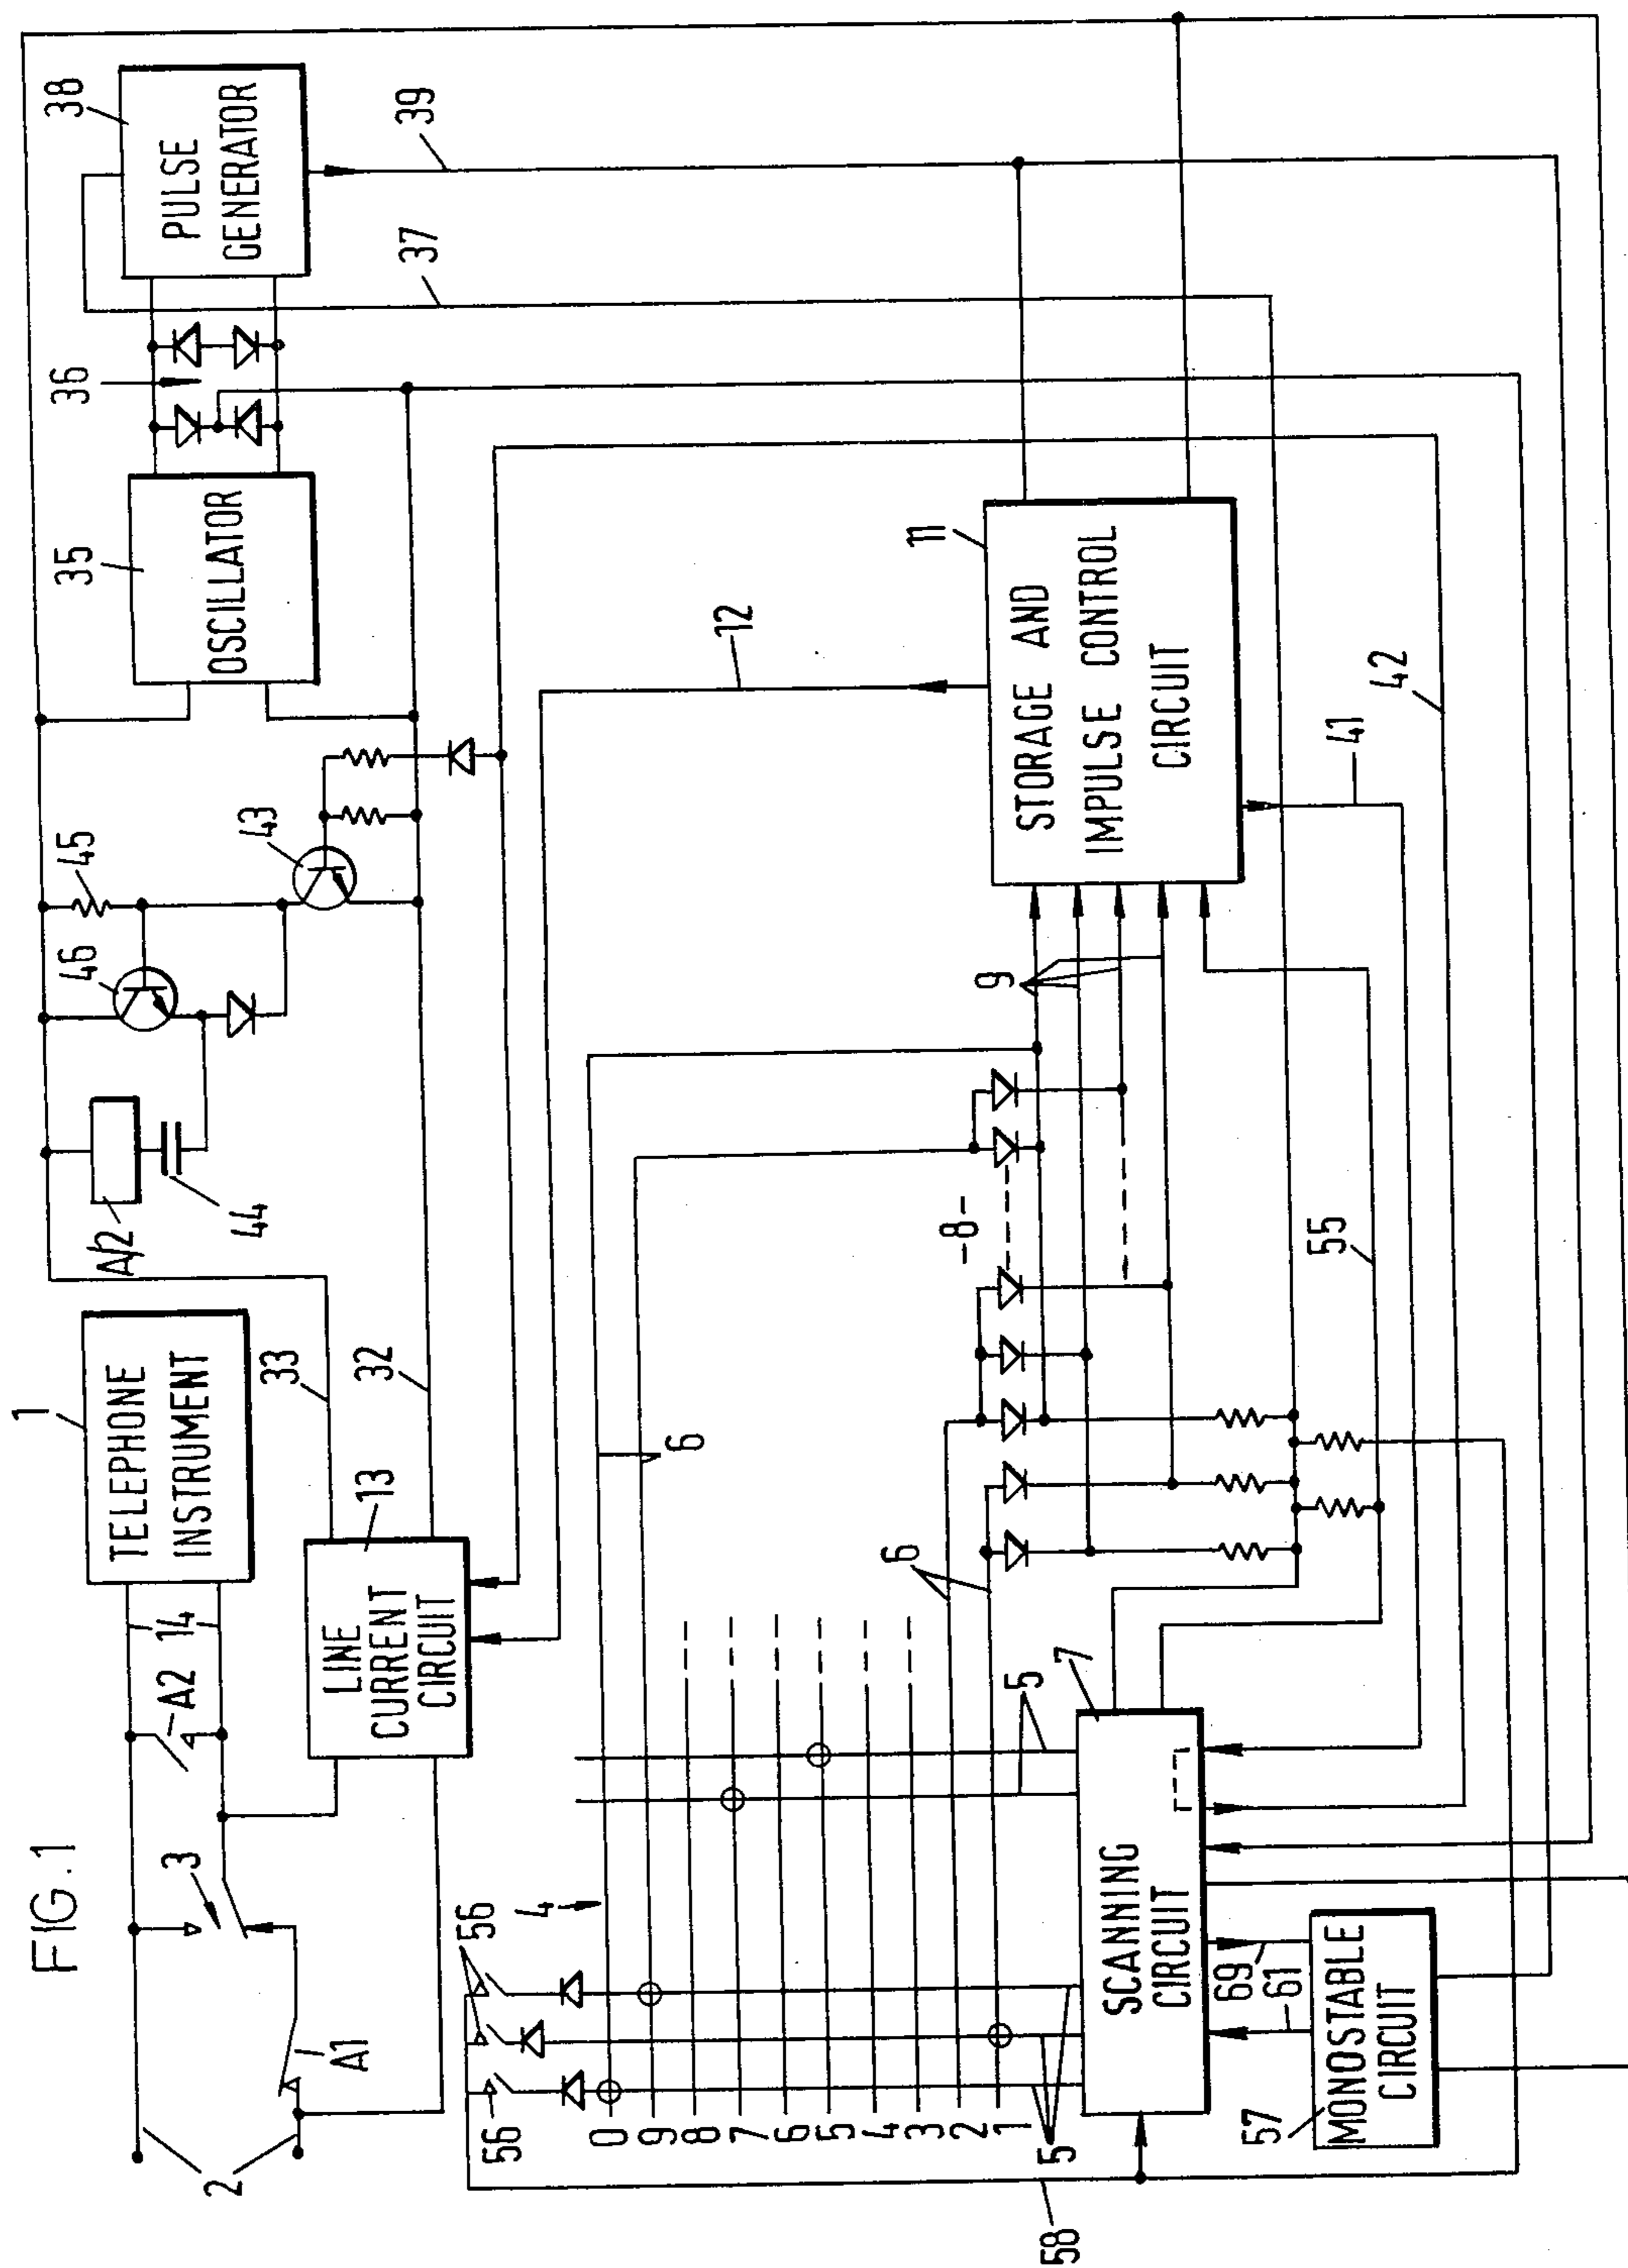 FIG.1
1
TELEPHONE
INSTRUMENT
2
3
A1
A2
14
13
LINE
CURRENT
CIRCUIT
33
32
A/2
44
46
45
43
35
OSCILLATOR
36
38
PULSE
GENERATOR
37
39
12
11
STORAGE AND
IMPULSE CONTROL
CIRCUIT
9
-8-
6
6
4
56
56
0
9
8
7
6
5
4
3
2
1
5
5
7
SCANNING
CIRCUIT
55
41
42
69
61
57
MONOSTABLE
CIRCUIT
58